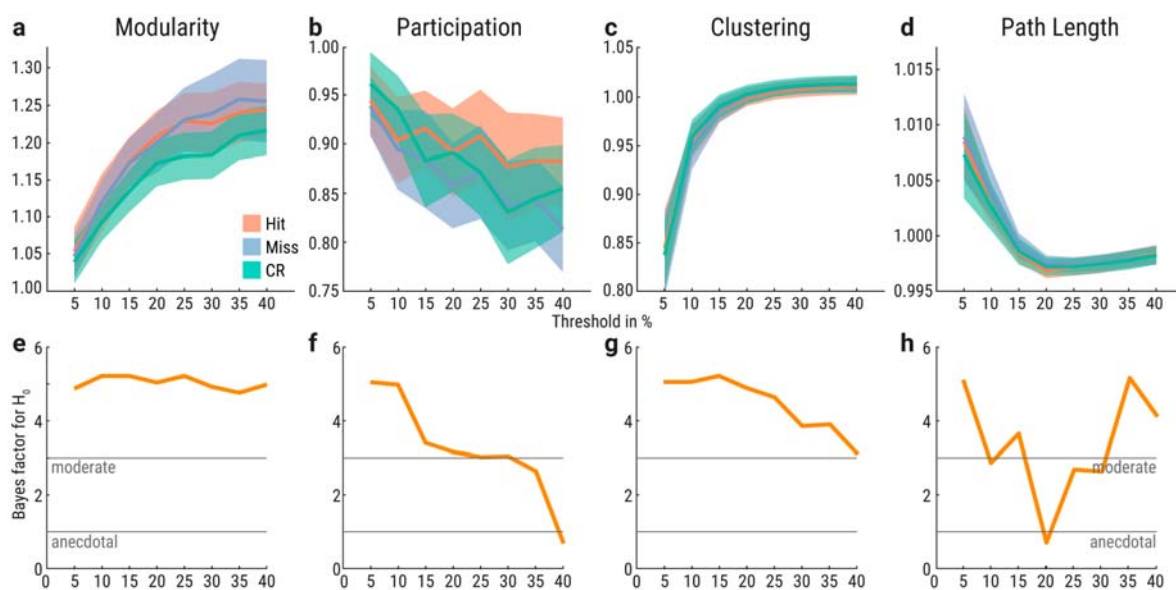 a Modularity
b Participation
c Clustering
d Path Length
1.30
1.25
1.20
1.15
1.10
1.05
1.00
Hit
Miss
CR
5 10 15 20 25 30 35 40
1.00
0.95
0.90
0.85
0.80
0.75
5 10 15 20 25 30 35 40
1.05
1.00
0.95
0.90
0.85
0.80
5 10 15 20 25 30 35 40
1.015
1.010
1.005
1.000
0.995
5 10 15 20 25 30 35 40
Threshold in %
e
f
g
h
Bayes factor for H₀
6
4
2
0
moderate
anecdotal
5 10 15 20 25 30 35 40
6
4
2
0
5 10 15 20 25 30 35 40
6
4
2
0
5 10 15 20 25 30 35 40
6
4
2
0
moderate
anecdotal
0 5 10 15 20 25 30 35 40